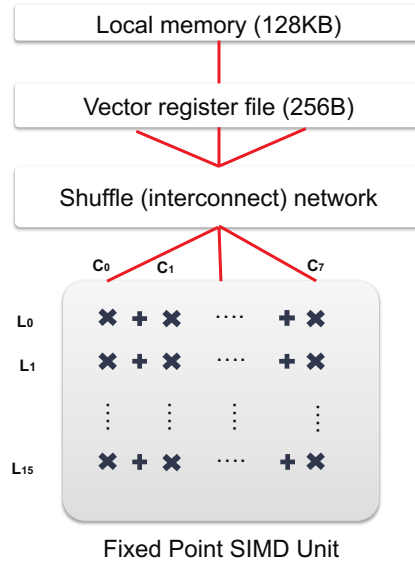 Local memory (128KB)
Vector register file (256B)
Shuffle (interconnect) network
C0 C1 C7
L0 + .... +
L1 + .... +
L15 + .... +
Fixed Point SIMD Unit